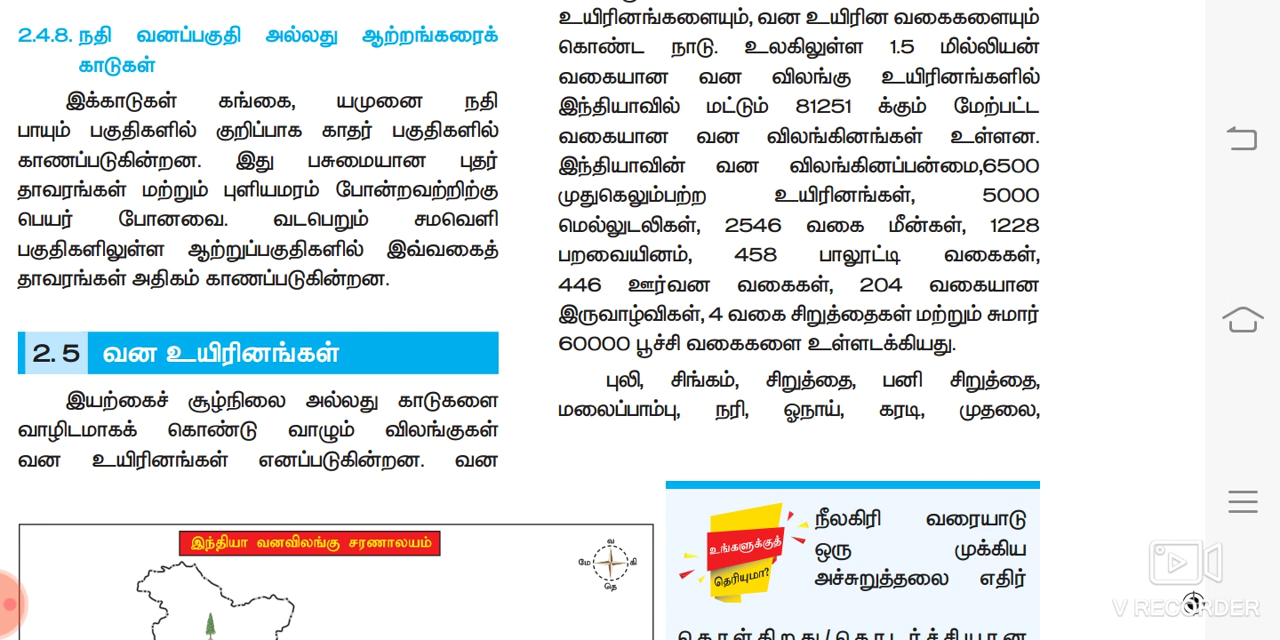 2.4.8. நதி வனப்பகுதி அல்லது ஆற்றங்கரைக்
காடுகள்
இக்காடுகள் கங்கை, யமுனை நதி
பாயும் பகுதிகளில் குறிப்பாக காதர் பகுதிகளில்
காணப்படுகின்றன. இது பசுமையான புதர்
தாவரங்கள் மற்றும் புளியமரம் போன்றவற்றிற்கு
பெயர் போனவை. வடபெறும் சமவெளி
பகுதிகளிலுள்ள ஆற்றுப்பகுதிகளில் இவ்வகைத்
தாவரங்கள் அதிகம் காணப்படுகின்றன.
2.5 வன உயிரினங்கள்
இயற்கைச் சூழ்நிலை அல்லது காடுகளை
வாழிடமாகக் கொண்டு வாழும் விலங்குகள்
வன உயிரினங்கள் எனப்படுகின்றன. வன
இந்தியா வனவிலங்கு சரணாலயம்
வ
மே கி
தெ
உயிரினங்களையும், வன உயிரின வகைகளையும்
கொண்ட நாடு. உலகிலுள்ள 1.5 மில்லியன்
வகையான வன விலங்கு உயிரினங்களில்
இந்தியாவில் மட்டும் 81251 க்கும் மேற்பட்ட
வகையான வன விலங்கினங்கள் உள்ளன.
இந்தியாவின் வன விலங்கினப்பன்மை,6500
முதுகெலும்பற்ற உயிரினங்கள், 5000
மெல்லுடலிகள், 2546 வகை மீன்கள், 1228
பறவையினம், 458 பாலூட்டி வகைகள்,
446 ஊர்வன வகைகள், 204 வகையான
இருவாழ்விகள், 4 வகை சிறுத்தைகள் மற்றும் சுமார்
60000 பூச்சி வகைகளை உள்ளடக்கியது.
புலி, சிங்கம், சிறுத்தை, பனி சிறுத்தை,
மலைப்பாம்பு, நரி, ஓநாய், கரடி, முதலை,
உங்களுக்குத்
தெரியுமா?
நீலகிரி வரையாடு
ஒரு முக்கிய
அச்சுறுத்தலை எதிர்
கொள்கிறது/தொடர்ச்சியான
V RECORDER